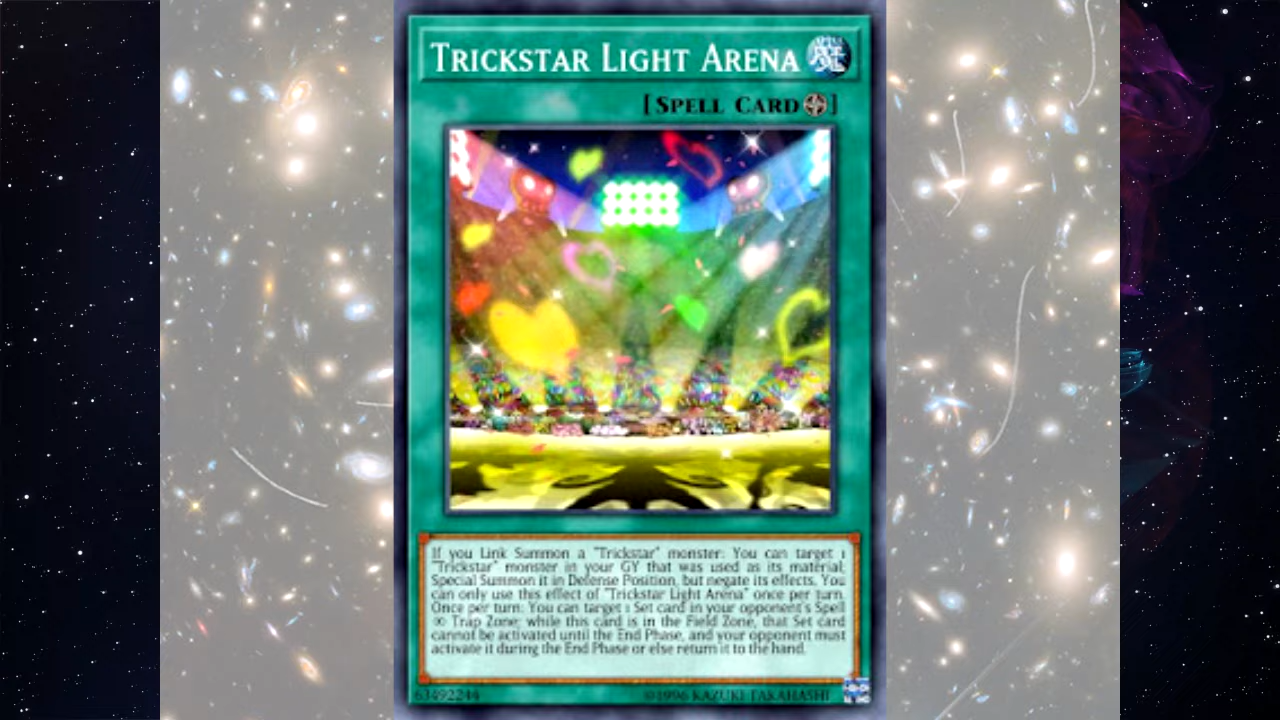 TRICKSTAR LIGHT ARENA 魔
[SPELL CARD]
If you Link Summon a "Trickstar" monster: You can target 1
"Trickstar" monster in your GY that was used as its material;
Special Summon it in Defense Position, but negate its effects. You
can only use this effect of "Trickstar Light Arena" once per turn.
Once per turn: You can target 1 Set card in your opponent's Spell
& Trap Zone; while this card is in the Field Zone, that Set card
cannot be activated until the End Phase, and your opponent must
activate it during the End Phase or else return it to the hand.
63492244 ©1996 KAZUKI TAKAHASHI